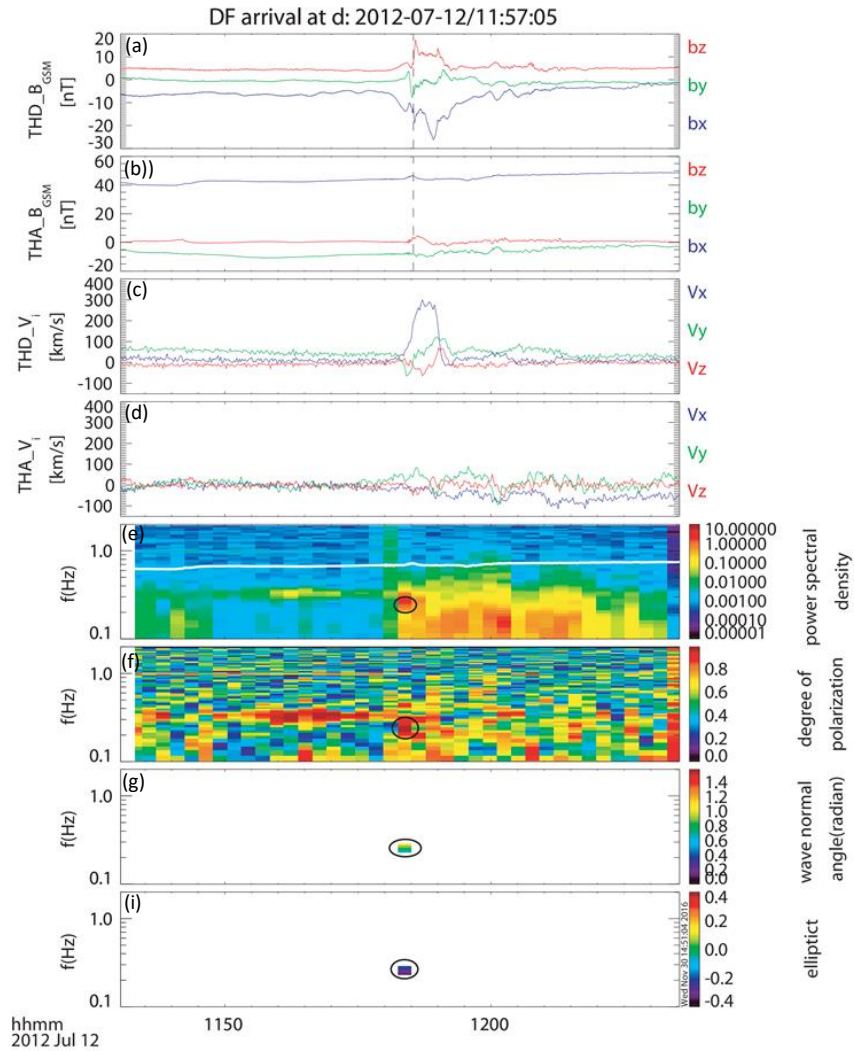 DF arrival at d: 2012-07-12/11:57:05
(a)
THD_B_GSM
[nT]
20
10
0
-10
-20
-30
bz
by
bx
(b))
THA_B_GSM
[nT]
60
40
20
0
-20
bz
by
bx
(c)
THD_V_i
[km/s]
400
300
200
100
0
-100
Vx
Vy
Vz
(d)
THA_V_i
[km/s]
400
300
200
100
0
-100
Vx
Vy
Vz
(e)
f(Hz)
1.0
0.1
10.00000
1.00000
0.10000
0.01000
0.00100
0.00010
0.00001
power spectral
density
(f)
f(Hz)
1.0
0.1
0.8
0.6
0.4
0.2
0.0
degree of
polarization
(g)
f(Hz)
1.0
0.1
1.4
1.2
1.0
0.8
0.6
0.4
0.2
0.0
wave normal
angle(radian)
(i)
f(Hz)
1.0
0.1
0.4
0.2
0.0
-0.2
-0.4
elliptict
Wed Nov 30 14:51:04 2016
hhmm
2012 Jul 12
1150
1200